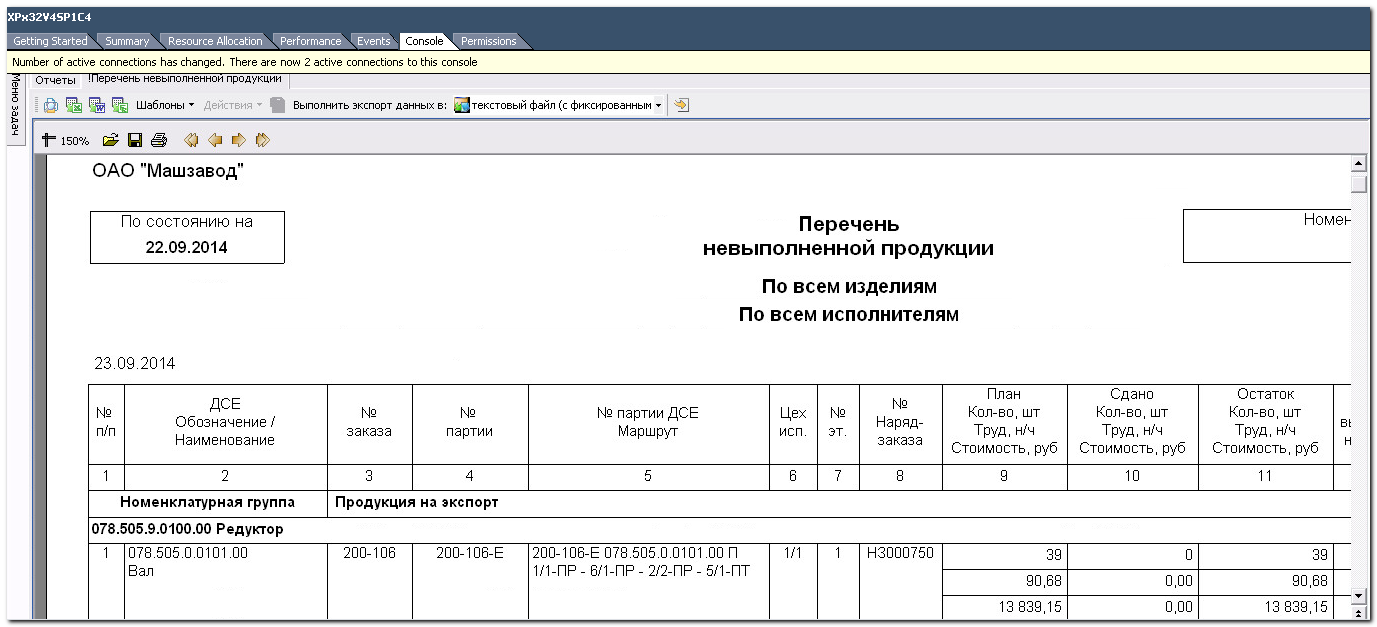 XPx32V4SP1C4
Getting Started Summary Resource Allocation Performance Events Console Permissions
Number of active connections has changed. There are now 2 active connections to this console
Меню задач
Отчеты !Перечень невыполненной продукции
Шаблоны Действия Выполнить экспорт данных в: текстовый файл (с фиксированным
150%
ОАО "Машзавод"
По состоянию на
22.09.2014
Перечень
невыполненной продукции
Номен
По всем изделиям
По всем исполнителям
23.09.2014
№ п/п
ДСЕ
Обозначение /
Наименование
№
заказа
№
партии
№ партии ДСЕ
Маршрут
Цех
исп.
№
эт.
№
Наряд-
заказа
План
Кол-во, шт
Труд, н/ч
Стоимость, руб
Сдано
Кол-во, шт
Труд, н/ч
Стоимость, руб
Остаток
Кол-во, шт
Труд, н/ч
Стоимость, руб
вы
н
1 2 3 4 5 6 7 8 9 10 11
Номенклатурная группа Продукция на экспорт
078.505.9.0100.00 Редуктор
1 078.505.0.0101.00 200-106 200-106-Е 200-106-Е 078.505.0.0101.00 П 1/1 1 Н3000750 39 0 39
Вал 1/1-ПР - 6/1-ПР - 2/2-ПР - 5/1-ПТ
90,68 0,00 90,68
13 839,15 0,00 13 839,15